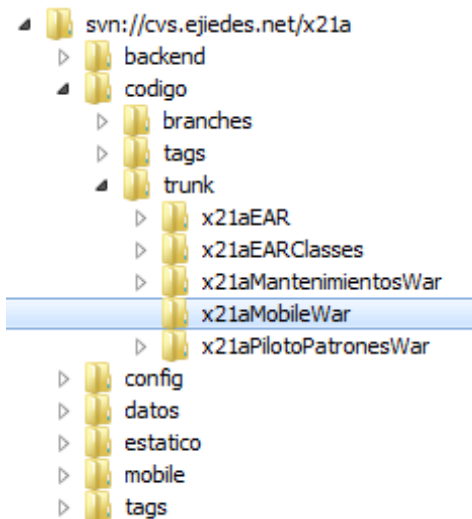 svn://cvs.ejiedes.net/x21a
backend
codigo
branches
tags
trunk
x21aEAR
x21aEARClasses
x21aMantenimientosWar
x21aMobileWar
x21aPilotoPatronesWar
config
datos
estatico
mobile
tags